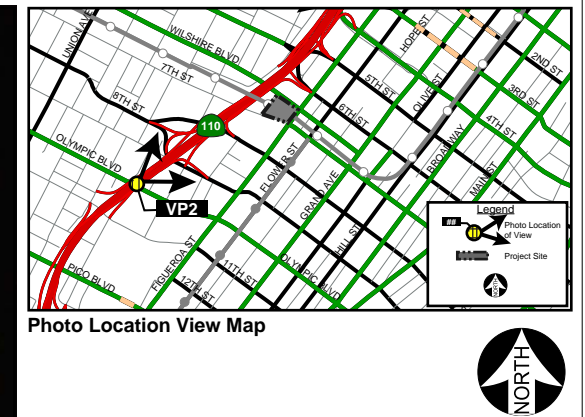 UNION AVE
WILSHIRE BLVD
7TH ST
8TH ST
OLYMPIC BLVD
110
VP2
PICO BLVD
FIGUEROA ST
FLOWER ST
GRAND AVE
11TH ST
12TH ST
OLYMPIC BLVD
HILL ST
5TH ST
6TH ST
HOPE ST
OLIVE ST
BROADWAY
MAIN ST
2ND ST
3RD ST
4TH ST
Legend
##
Photo Location
of View
Project Site
NORTH
Photo Location View Map
NORTH